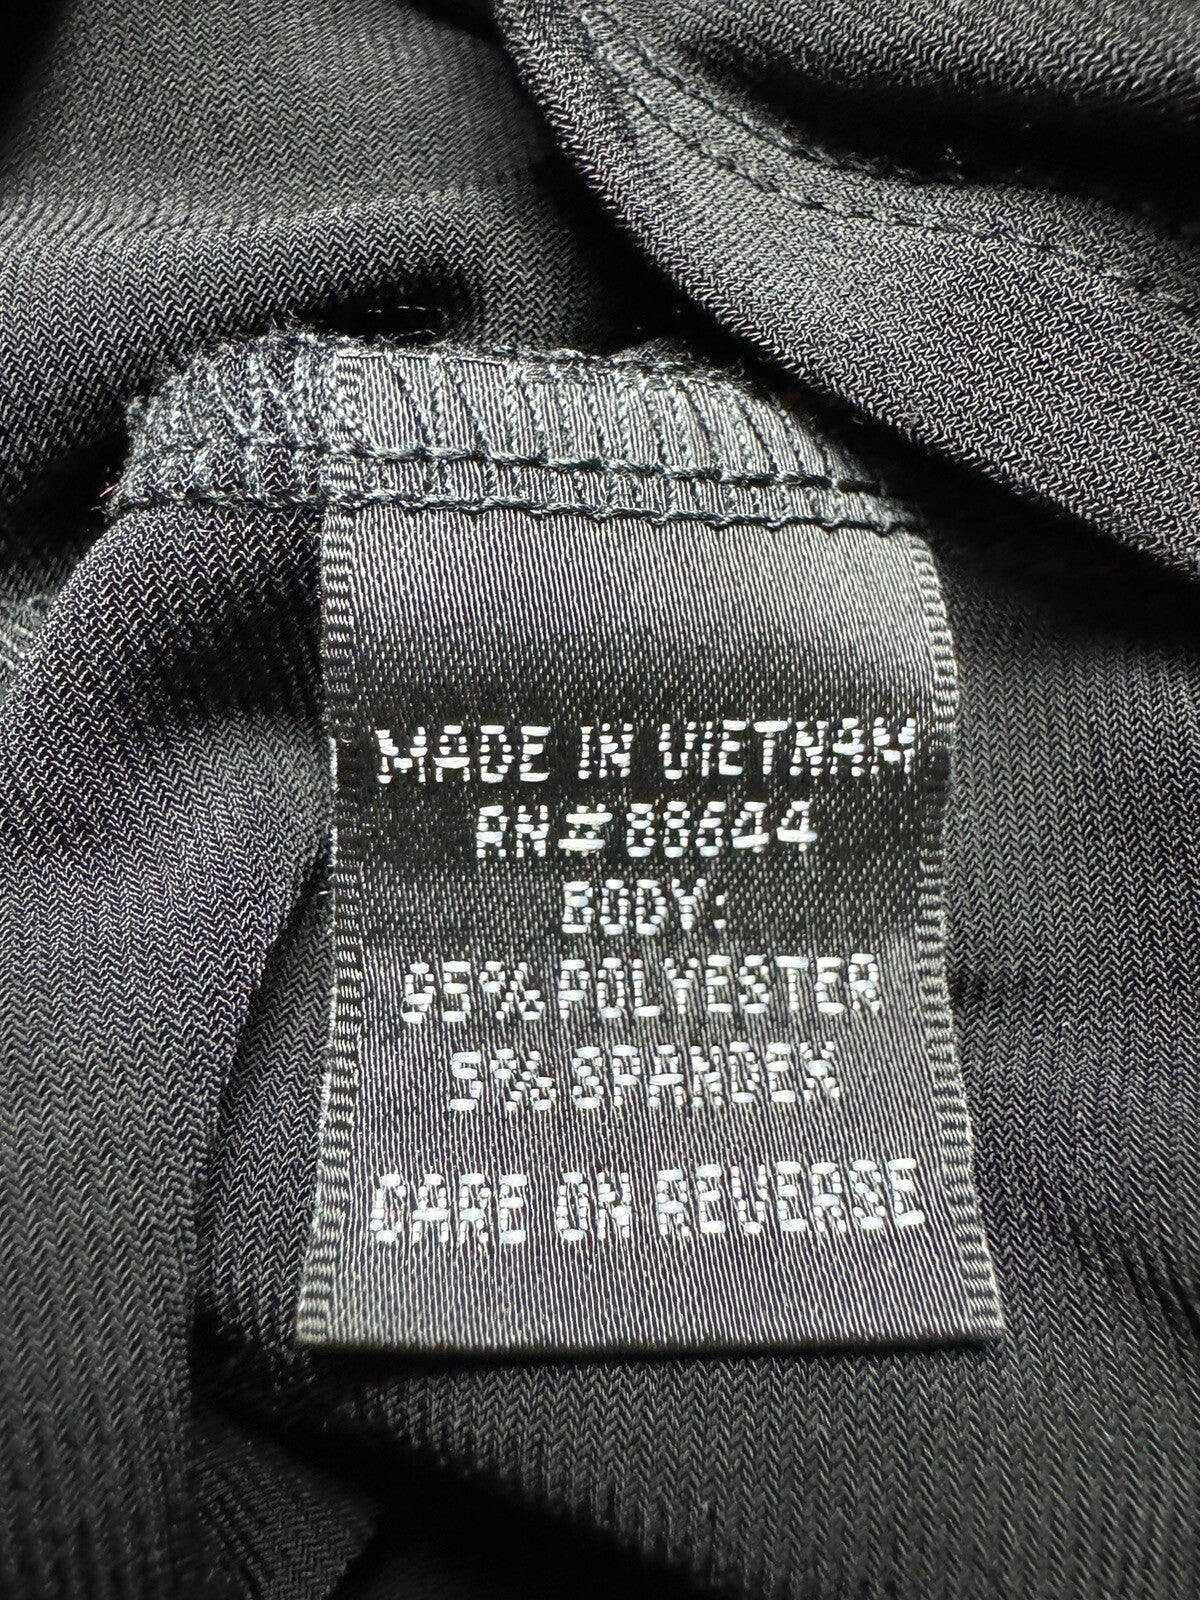 MADE IN VIETNAM
RN# 88644
BODY:
95% POLYESTER
5% SPANDEX
CARE ON REVERSE